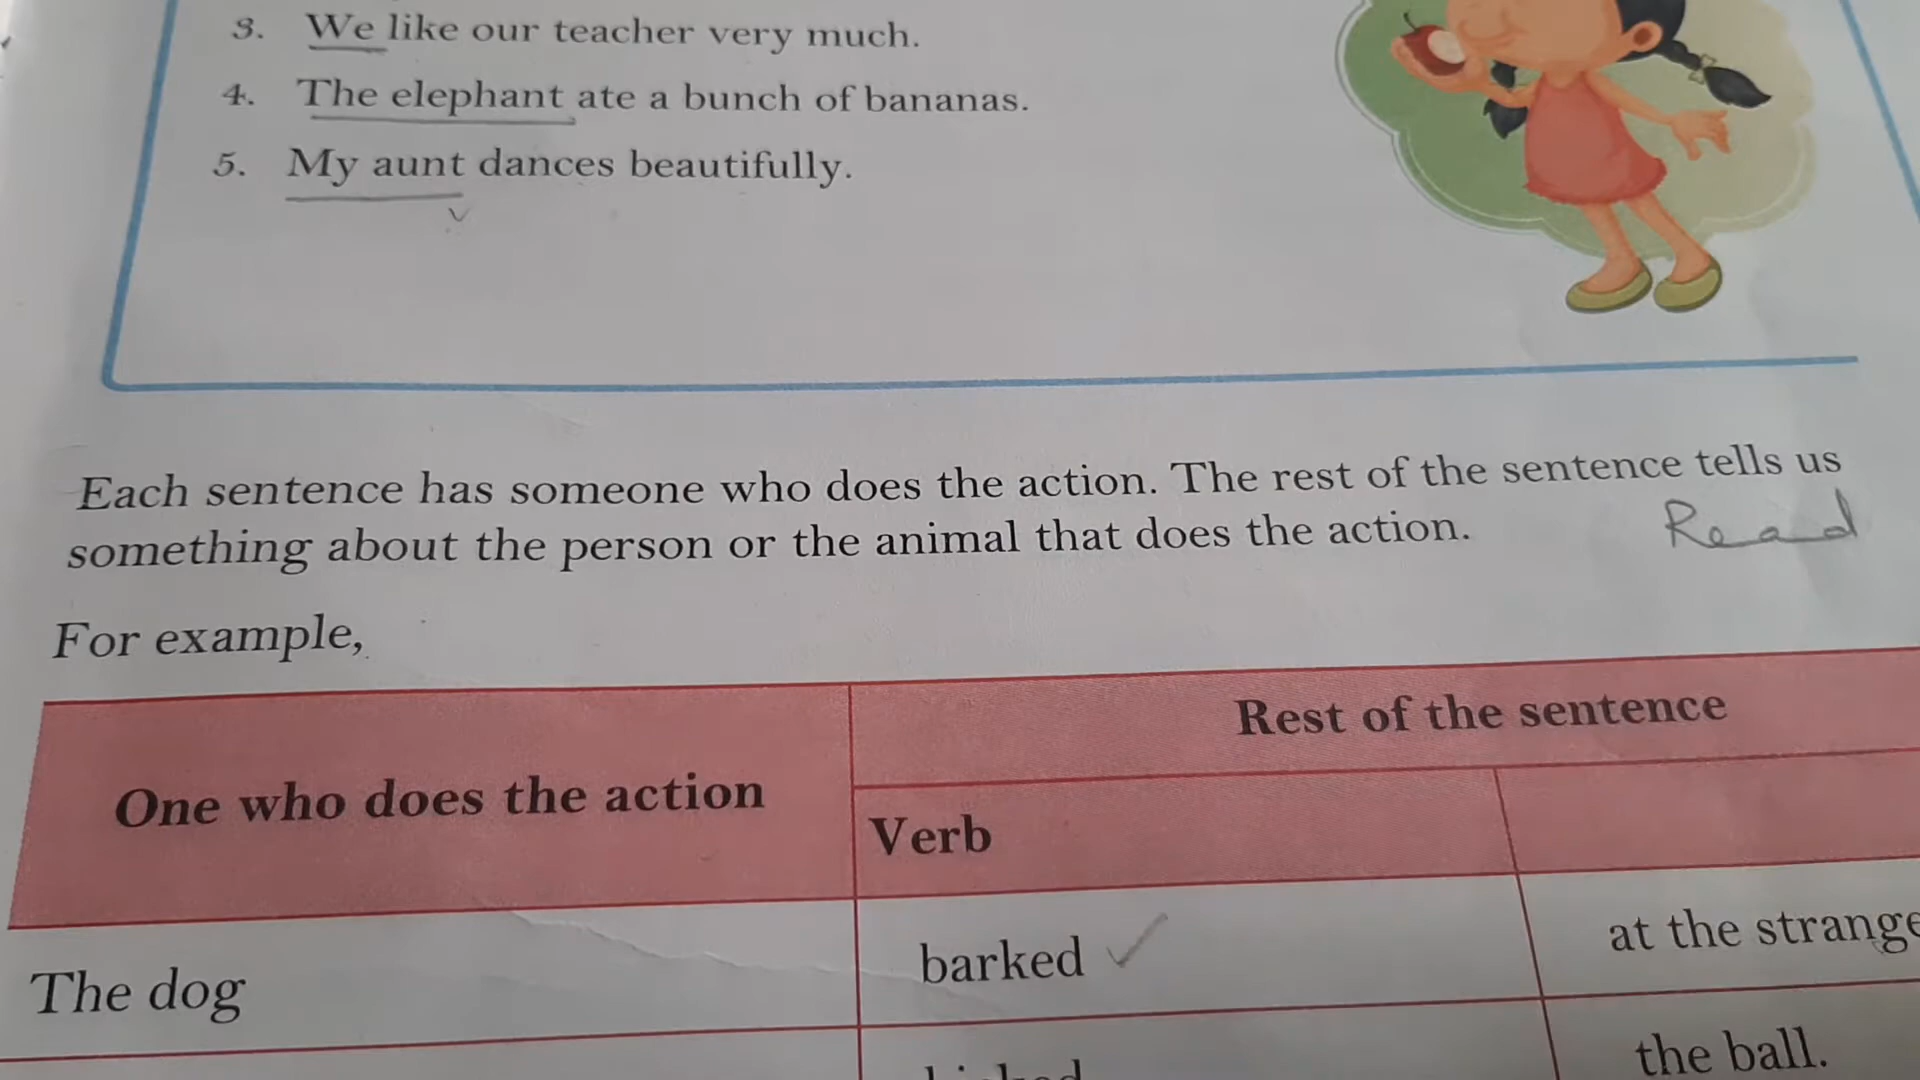 3. We like our teacher very much.
4. The elephant ate a bunch of bananas.
5. My aunt dances beautifully.
Each sentence has someone who does the action. The rest of the sentence tells us
something about the person or the animal that does the action.
Read
For example,
Rest of the sentence
One who does the action
Verb
The dog
barked
at the
the ball.